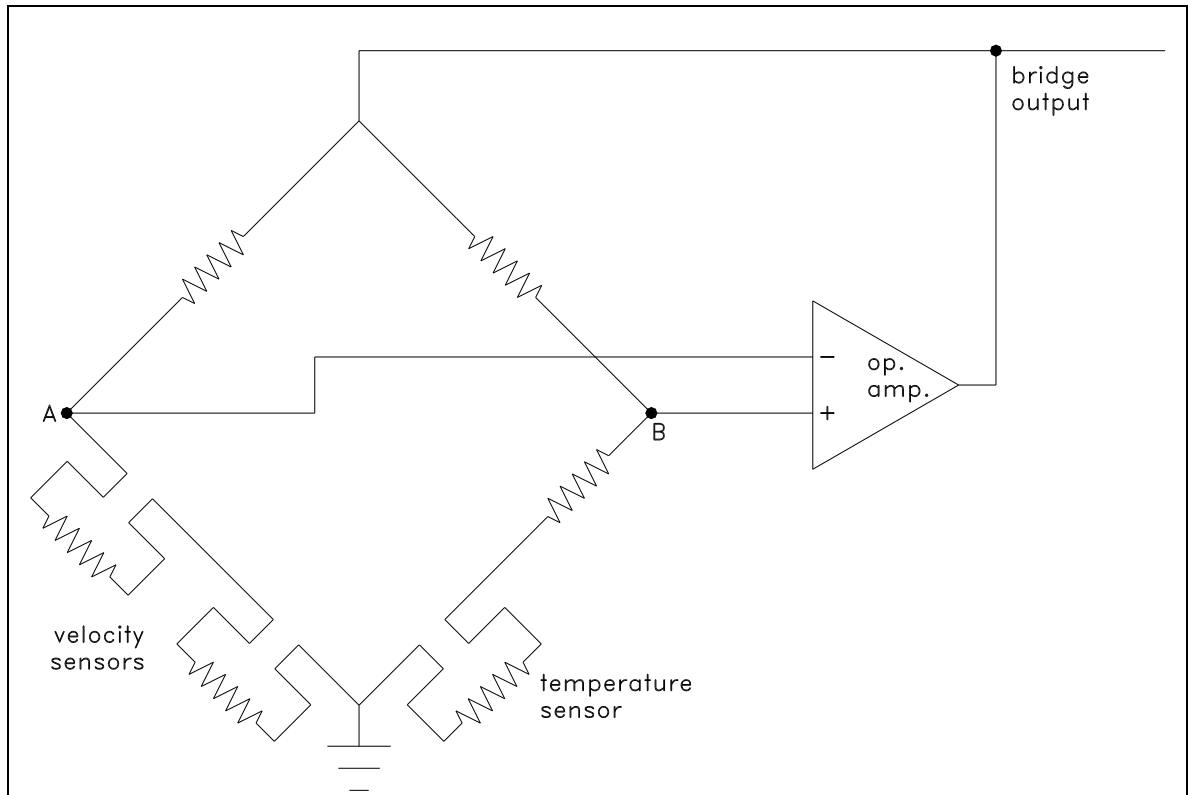 bridge
output
−
op.
amp.
A
+
B
velocity
sensors
temperature
sensor